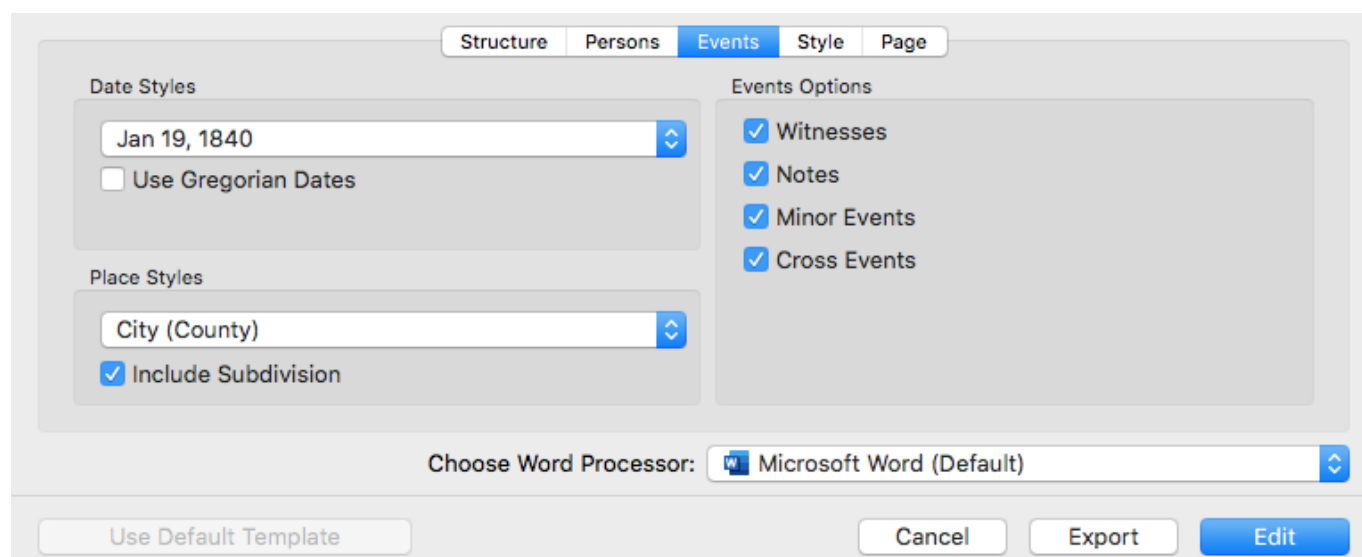 Structure Persons Events Style Page
Date Styles
Jan 19, 1840
Use Gregorian Dates
Place Styles
City (County)
Include Subdivision
Events Options
Witnesses
Notes
Minor Events
Cross Events
Choose Word Processor: Microsoft Word (Default)
Use Default Template Cancel Export Edit